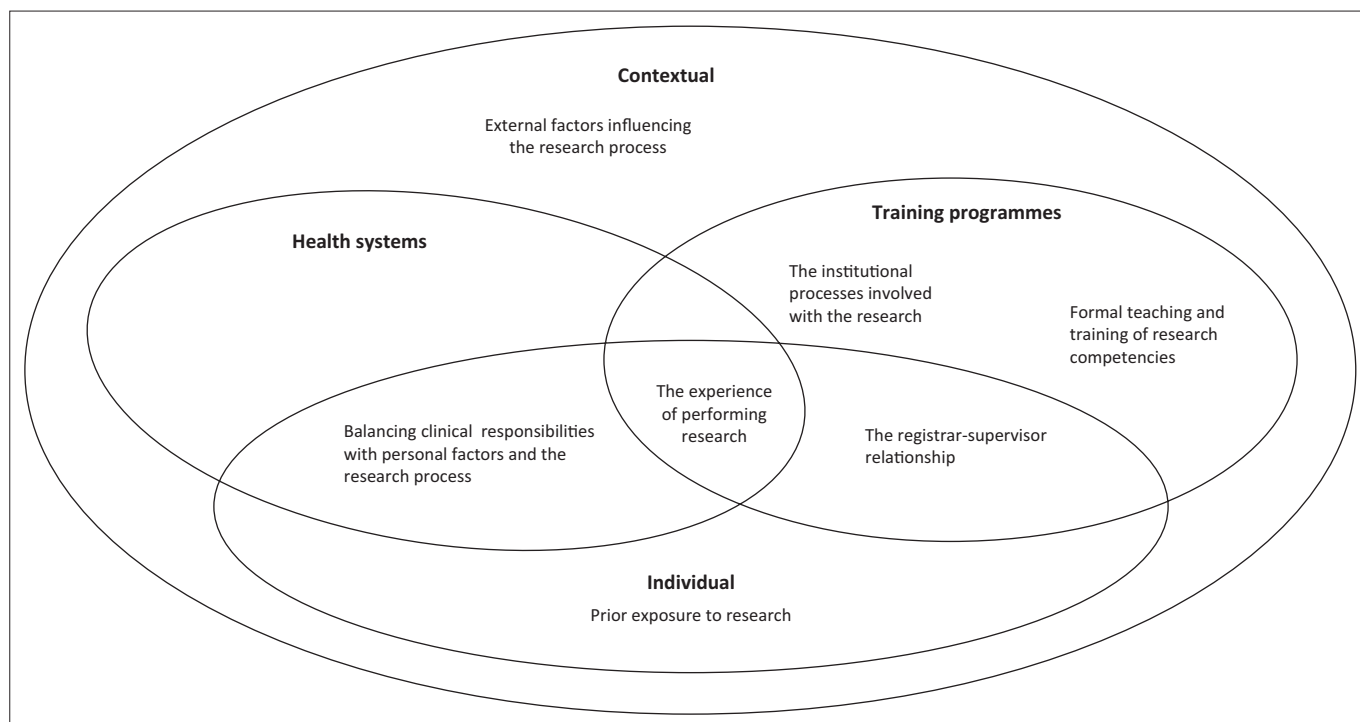 Contextual
External factors influencing
the research process
Health systems
Training programmes
The institutional
processes involved
with the research
Formal teaching and
training of research
competencies
The experience
of performing
research
Balancing clinical responsibilities
with personal factors and the
research process
The registrar-supervisor
relationship
Individual
Prior exposure to research